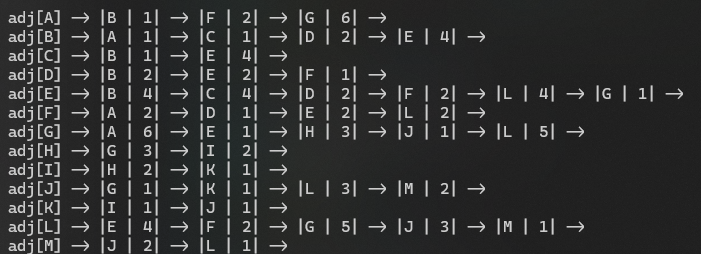 adj[A] -> |B | 1| -> |F | 2| -> |G | 6| ->
adj[B] -> |A | 1| -> |C | 1| -> |D | 2| -> |E | 4| ->
adj[C] -> |B | 1| -> |E | 4| ->
adj[D] -> |B | 2| -> |E | 2| -> |F | 1| ->
adj[E] -> |B | 4| -> |C | 4| -> |D | 2| -> |F | 2| -> |L | 4| -> |G | 1| ->
adj[F] -> |A | 2| -> |D | 1| -> |E | 2| -> |L | 2| ->
adj[G] -> |A | 6| -> |E | 1| -> |H | 3| -> |J | 1| -> |L | 5| ->
adj[H] -> |G | 3| -> |I | 2| ->
adj[I] -> |H | 2| -> |K | 1| ->
adj[J] -> |G | 1| -> |K | 1| -> |L | 3| -> |M | 2| ->
adj[K] -> |I | 1| -> |J | 1| ->
adj[L] -> |E | 4| -> |F | 2| -> |G | 5| -> |J | 3| -> |M | 1| ->
adj[M] -> |J | 2| -> |L | 1| ->